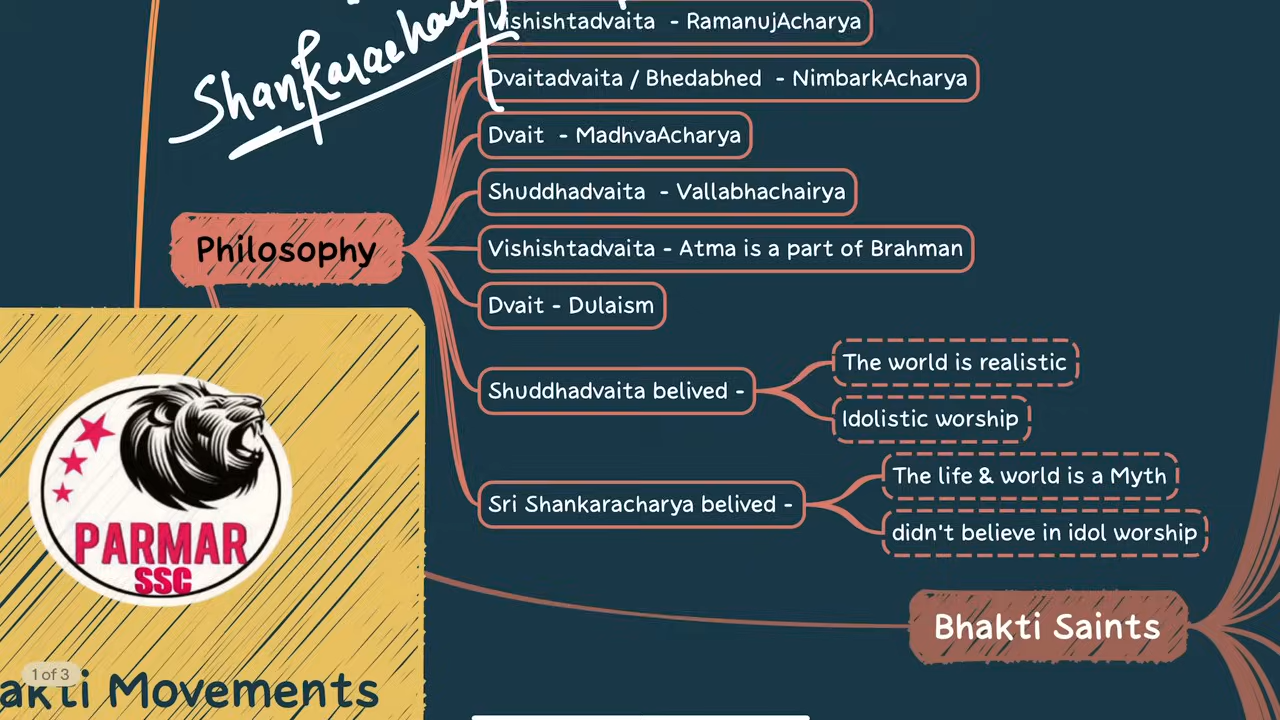 Shankaracharya
Vishishtadvaita - RamanujAcharya
Dvaitadvaita / Bhedabhed - NimbarkAcharya
Dvait - MadhvaAcharya
Shuddhadvaita - Vallabhachairya
Philosophy
Vishishtadvaita - Atma is a part of Brahman
Dvait - Dulaism
Shuddhadvaita belived -
The world is realistic
Idolistic worship
Sri Shankaracharya belived -
The life & world is a Myth
didn't believe in idol worship
PARMAR
SSC
Bhakti Saints
1 of 3
akti Movements